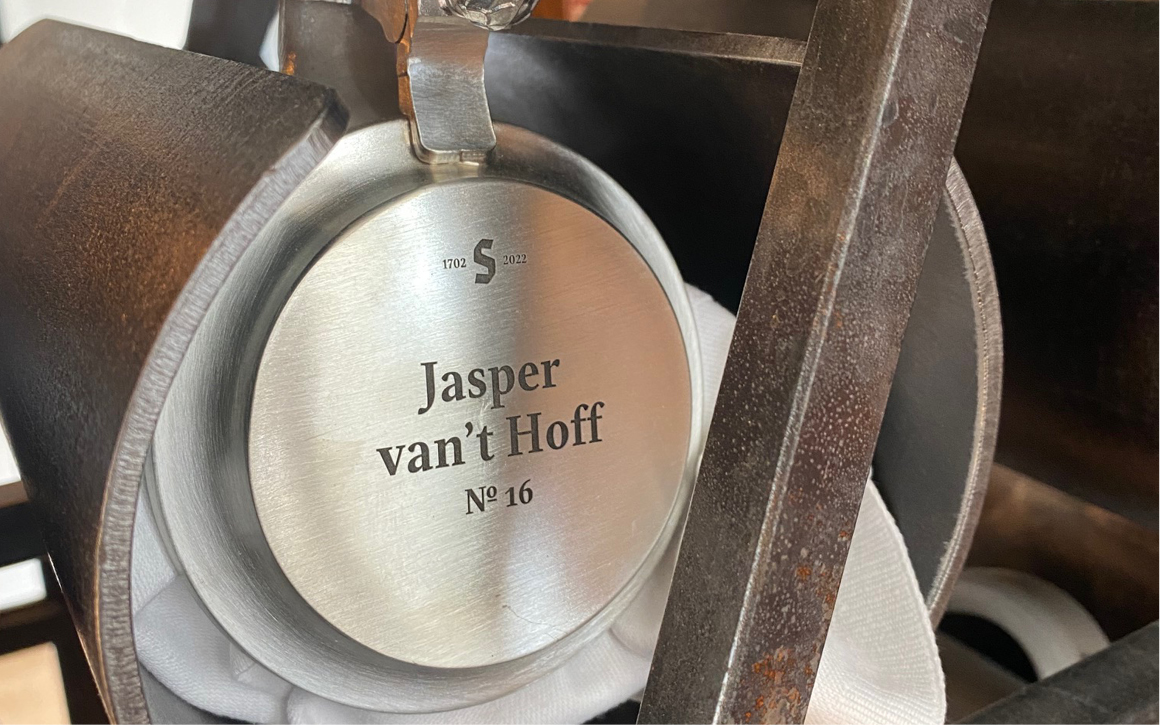 1702 S 2022
Jasper
van't Hoff
Nº 16